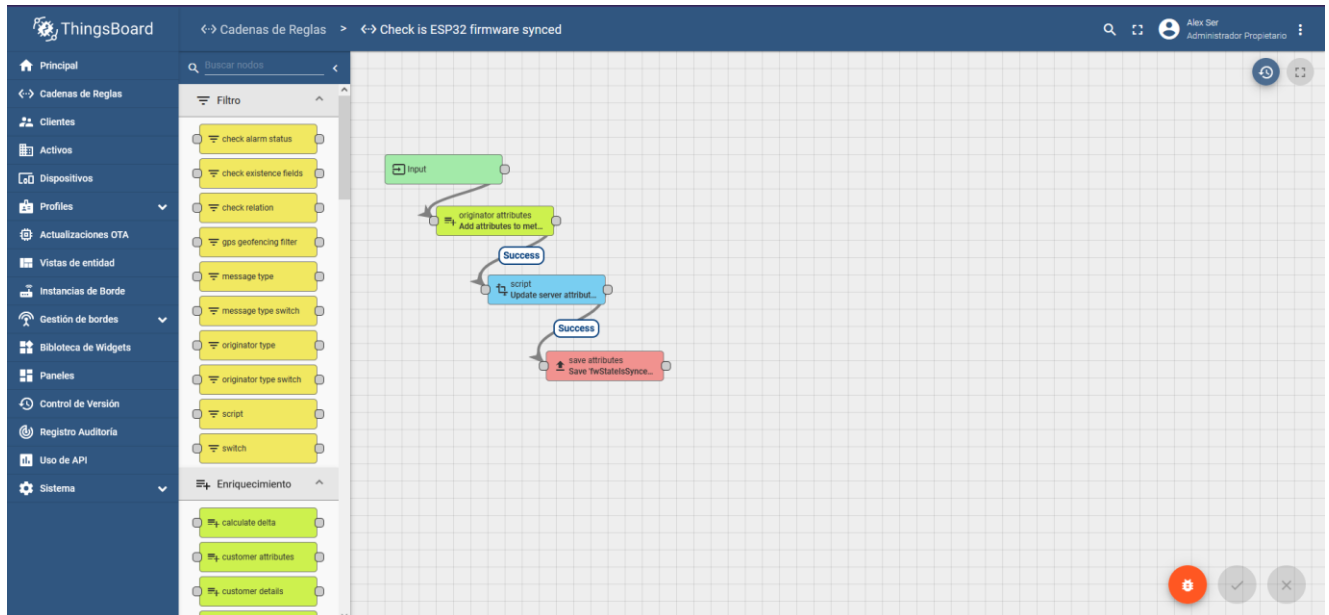 ThingsBoard
Cadenas de Reglas > Check is ESP32 firmware synced
Alex Ser
Administrador Propietario
Principal
Cadenas de Reglas
Clientes
Activos
Dispositivos
Profiles
Actualizaciones OTA
Vistas de entidad
Instancias de Borde
Gestión de bordes
Biblioteca de Widgets
Paneles
Control de Versión
Registro Auditoría
Uso de API
Sistema
Buscar nodos
Filtro
check alarm status
check existence fields
check relation
gps geofencing filter
message type
message type switch
originator type
originator type switch
script
switch
Enriquecimiento
calculate delta
customer attributes
customer details
Input
originator attributes
Add attributes to met...
Success
script
Update server attribut...
Success
save attributes
Save 'fwStateIsSynce...